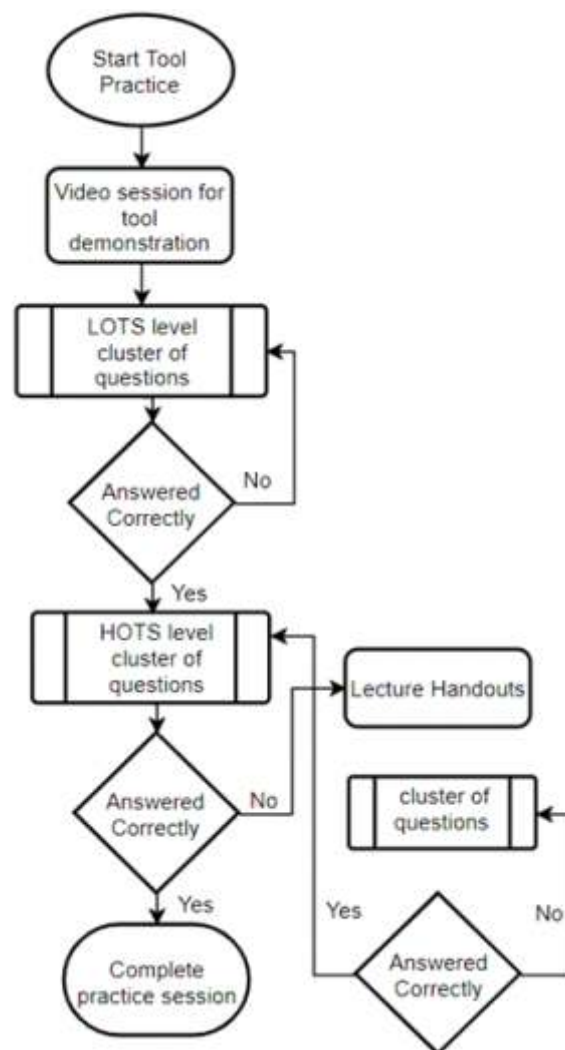 Start Tool
Practice
Video session for
tool
demonstration
LOTS level
cluster of
questions
Answered
Correctly
No
Yes
HOTS level
cluster of
questions
Lecture Handouts
Answered
Correctly
No
cluster of
questions
Yes
Complete
practice session
Yes
Answered
Correctly
No